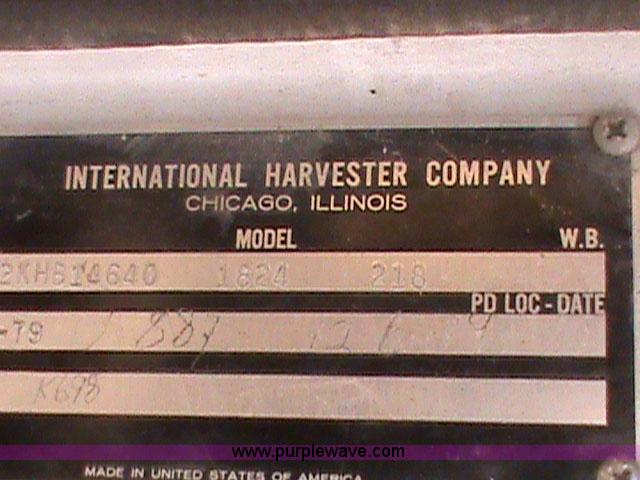 INTERNATIONAL HARVESTER COMPANY
CHICAGO, ILLINOIS
MODEL W.B.
2KHB14640 1824 218
PD LOC-DATE
-79
K698
www.purplewave.com
MADE IN UNITED STATES OF AMERICA